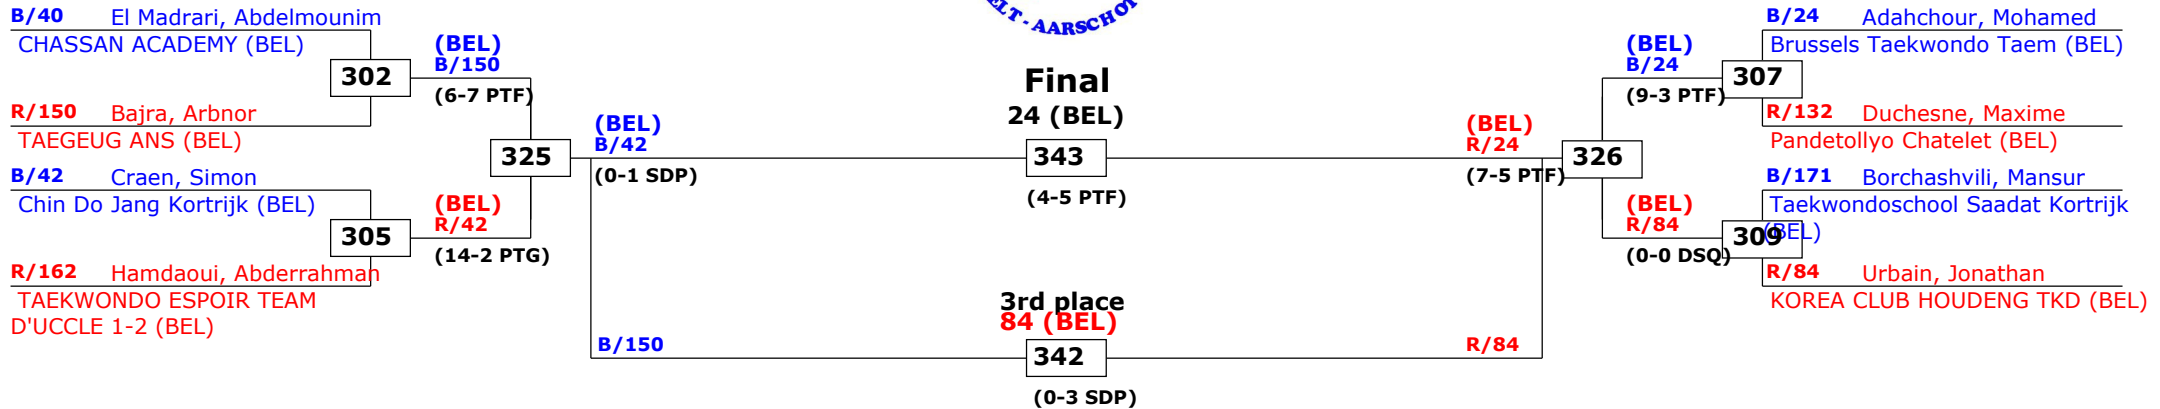 B/40 El Madrari, Abdelmounim
CHASSAN ACADEMY (BEL)
302
(BEL)
B/150
(6-7 PTF)
R/150 Bajra, Arbnor
TAEGEUG ANS (BEL)
B/42 Craen, Simon
Chin Do Jang Kortrijk (BEL)
305
(BEL)
R/42
(14-2 PTG)
R/162 Hamdaoui, Abderrahman
TAEKWONDO ESPOIR TEAM
D'UCCLE 1-2 (BEL)
325
(BEL)
B/42
(0-1 SDP)
- AARSCHOT
Final
24 (BEL)
343
(4-5 PTF)
3rd place
84 (BEL)
B/150
342
R/84
(0-3 SDP)
(BEL)
R/24
(7-5 PTF)
326
(BEL)
B/24
(9-3 PTF)
307
B/24 Adahchour, Mohamed
Brussels Taekwondo Taem (BEL)
R/132 Duchesne, Maxime
Pandetollyo Chatelet (BEL)
B/171 Borchashvili, Mansur
Taekwondoschool Saadat Kortrijk
(BEL)
(BEL)
R/84
(0-0 DSQ)
309
R/84 Urbain, Jonathan
KOREA CLUB HOUDENG TKD (BEL)